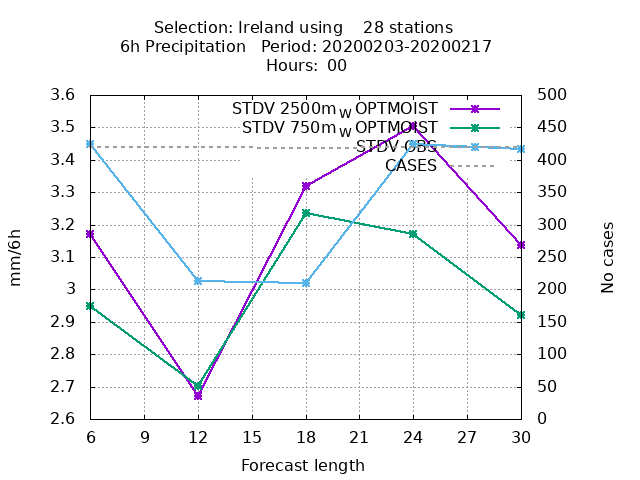 Selection: Ireland using    28 stations
6h Precipitation   Period: 20200203-20200217
Hours:  00
3.6
3.5
3.4
3.3
3.2
3.1
3
2.9
2.8
2.7
2.6
mm/6h
STDV 2500m_W OPTMOIST
STDV 750m_W OPTMOIST
STDV OBS
CASES
500
450
400
350
300
250
200
150
100
50
0
No cases
6 9 12 15 18 21 24 27 30
Forecast length